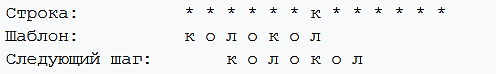 Строка: * * * * * * к * * * * * *
Шаблон: к о л о к о л
Следующий шаг: к о л о к о л